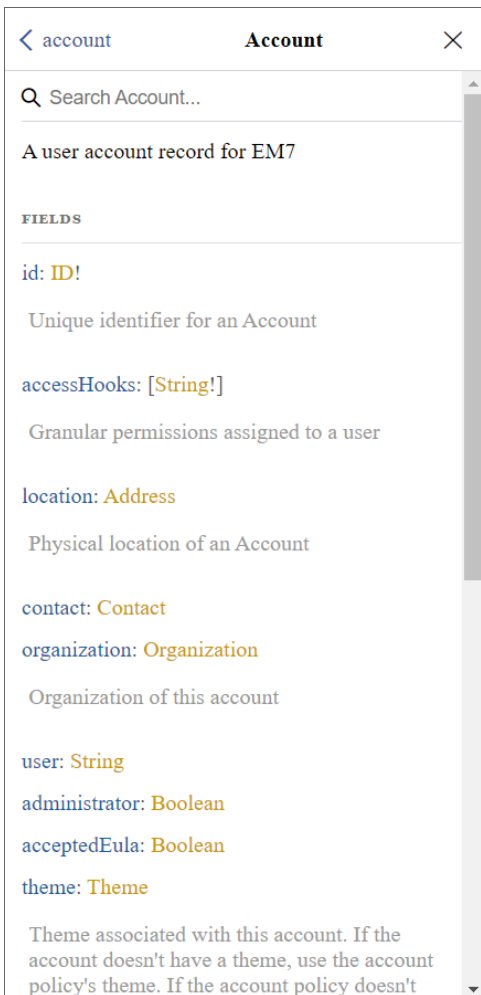 account
Account
Search Account...
A user account record for EM7
FIELDS
id: ID!
Unique identifier for an Account
accessHooks: [String!]
Granular permissions assigned to a user
location: Address
Physical location of an Account
contact: Contact
organization: Organization
Organization of this account
user: String
administrator: Boolean
acceptedEula: Boolean
theme: Theme
Theme associated with this account. If the
account doesn't have a theme, use the account
policy's theme. If the account policy doesn't